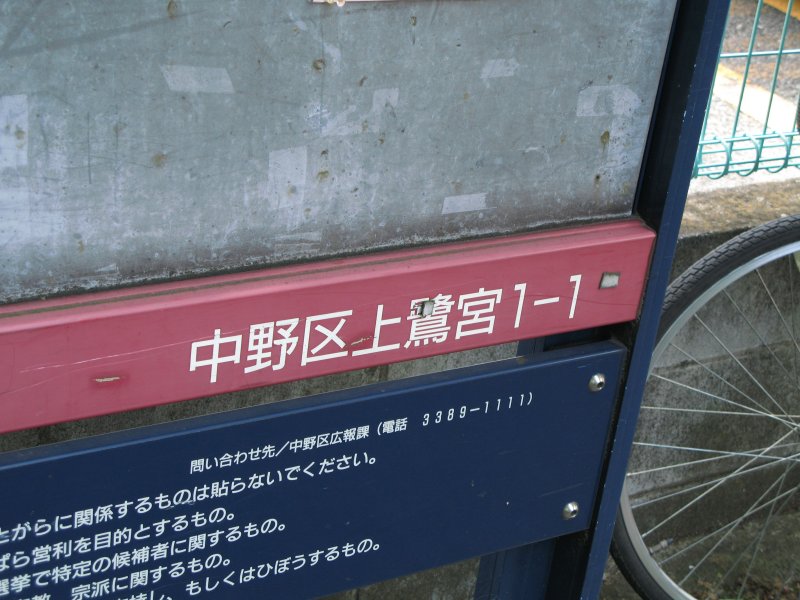 中野区上鷺宮1-1
問い合わせ先／中野区広報課（電話 3389-1111）
とがらに関係するものは貼らないでください。
ぱら営利を目的とするもの。
選挙で特定の候補者に関するもの。
宗派に関するもの。
し、もしくはひぼうするもの。